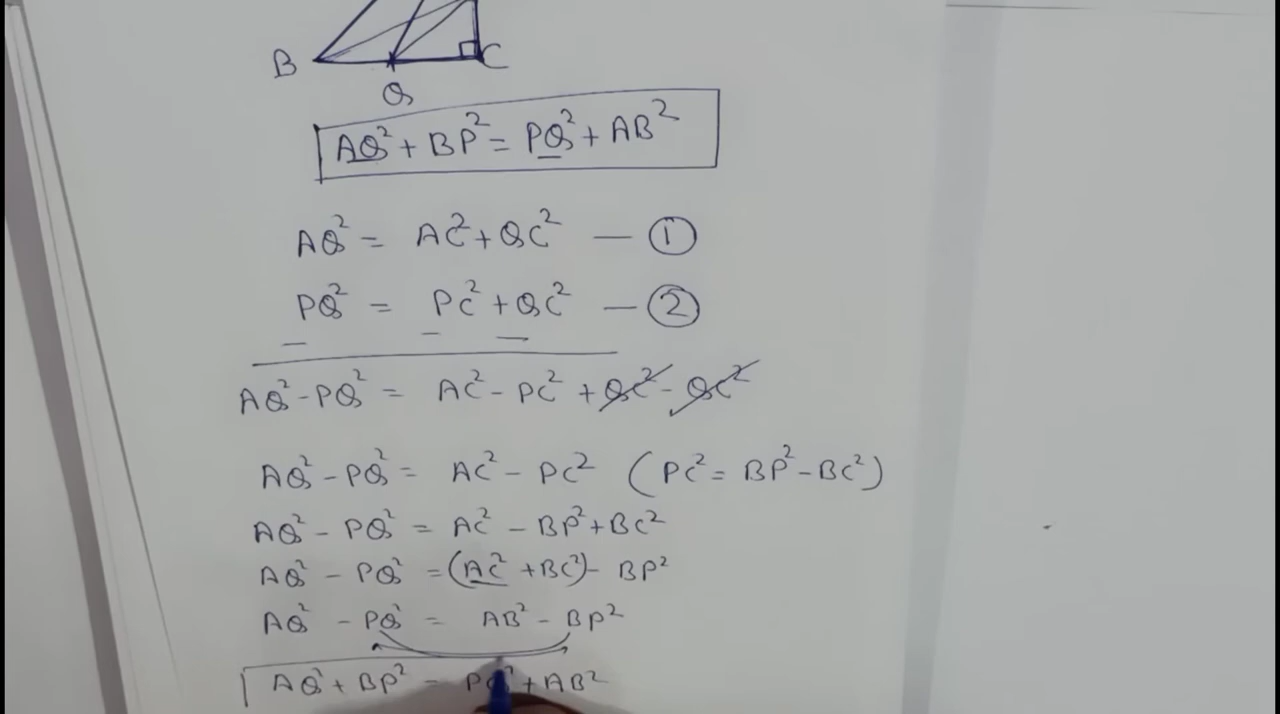 B C
Q
AQ² + BP² = PQ² + AB²
AQ² = AC² + QC² — ①
PQ² = PC² + QC² — ②
AQ² - PQ² = AC² - PC² + QC² - QC²
AQ² - PQ² = AC² - PC² (PC² = BP² - BC²)
AQ² - PQ² = AC² - BP² + BC²
AQ² - PQ² = (AC² + BC²) - BP²
AQ² - PQ² = AB² - BP²
AQ² + BP² = PQ² + AB²